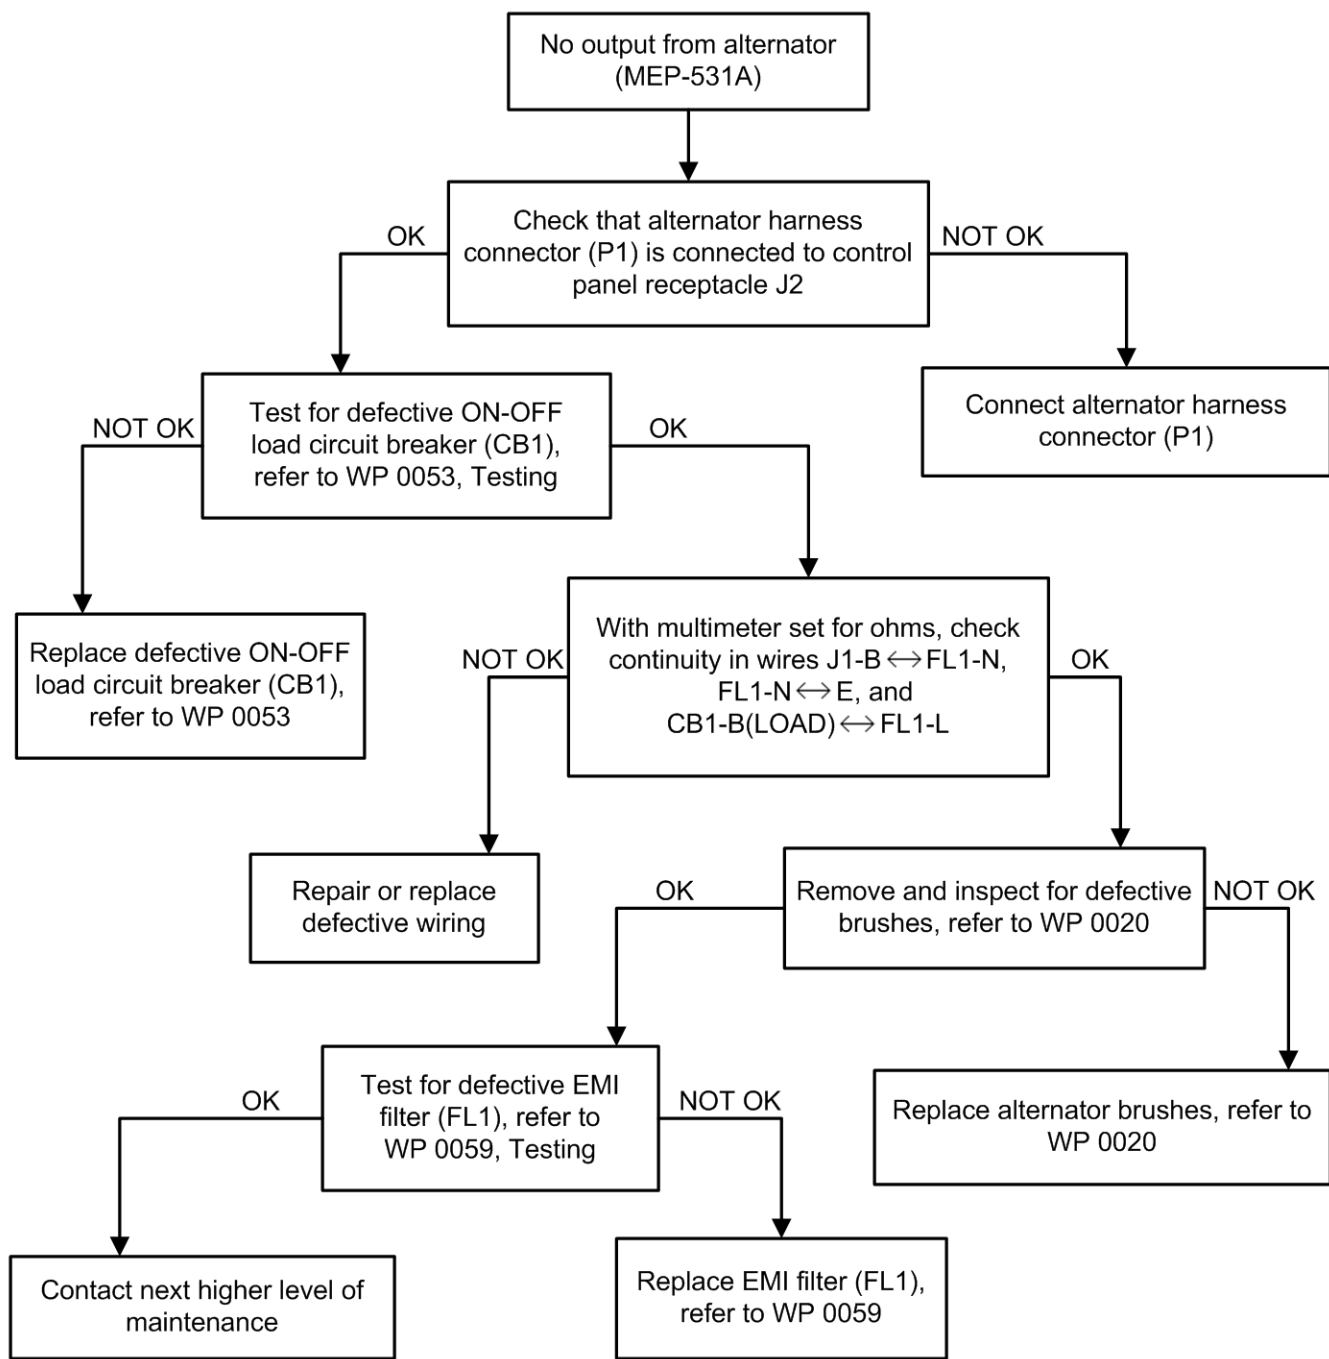 No output from alternator
(MEP-531A)
Check that alternator harness
connector (P1) is connected to control
panel receptacle J2
OK
NOT OK
Connect alternator harness
connector (P1)
Test for defective ON-OFF
load circuit breaker (CB1),
refer to WP 0053, Testing
NOT OK
OK
Replace defective ON-OFF
load circuit breaker (CB1),
refer to WP 0053
With multimeter set for ohms, check
continuity in wires J1-B ↔ FL1-N,
FL1-N ↔ E, and
CB1-B(LOAD) ↔ FL1-L
NOT OK
OK
Repair or replace
defective wiring
Remove and inspect for defective
brushes, refer to WP 0020
OK
NOT OK
Replace alternator brushes, refer to
WP 0020
Test for defective EMI
filter (FL1), refer to
WP 0059, Testing
OK
NOT OK
Contact next higher level of
maintenance
Replace EMI filter (FL1),
refer to WP 0059